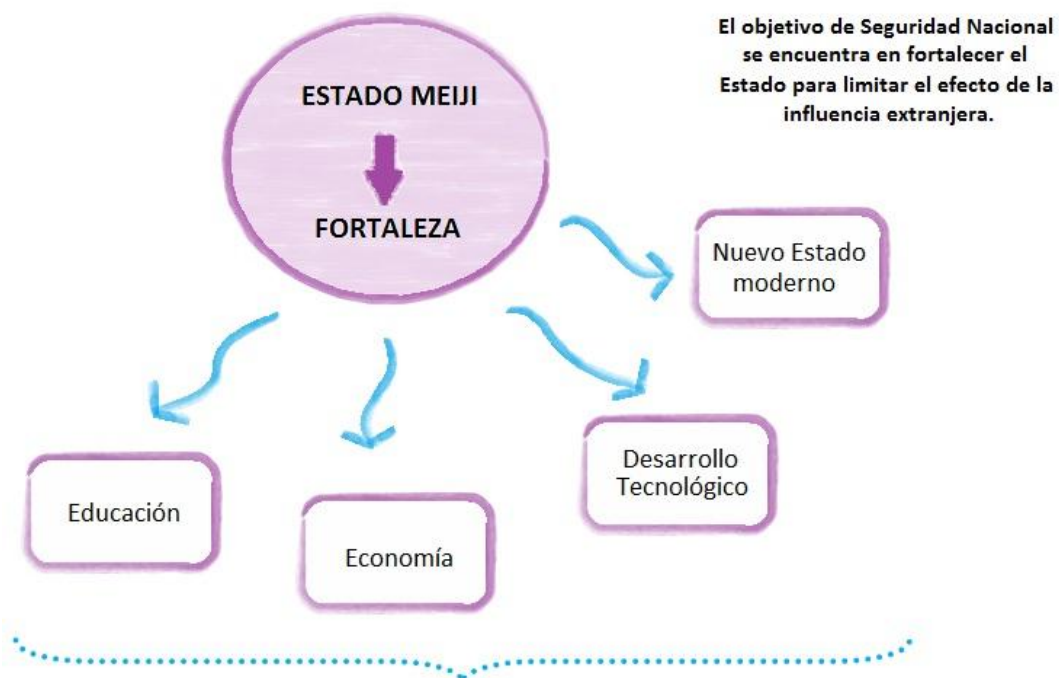 El objetivo de Seguridad Nacional
se encuentra en fortalecer el
Estado para limitar el efecto de la
influencia extranjera.
ESTADO MEIJI
FORTALEZA
Nuevo Estado
moderno
Desarrollo
Tecnológico
Educación
Economía